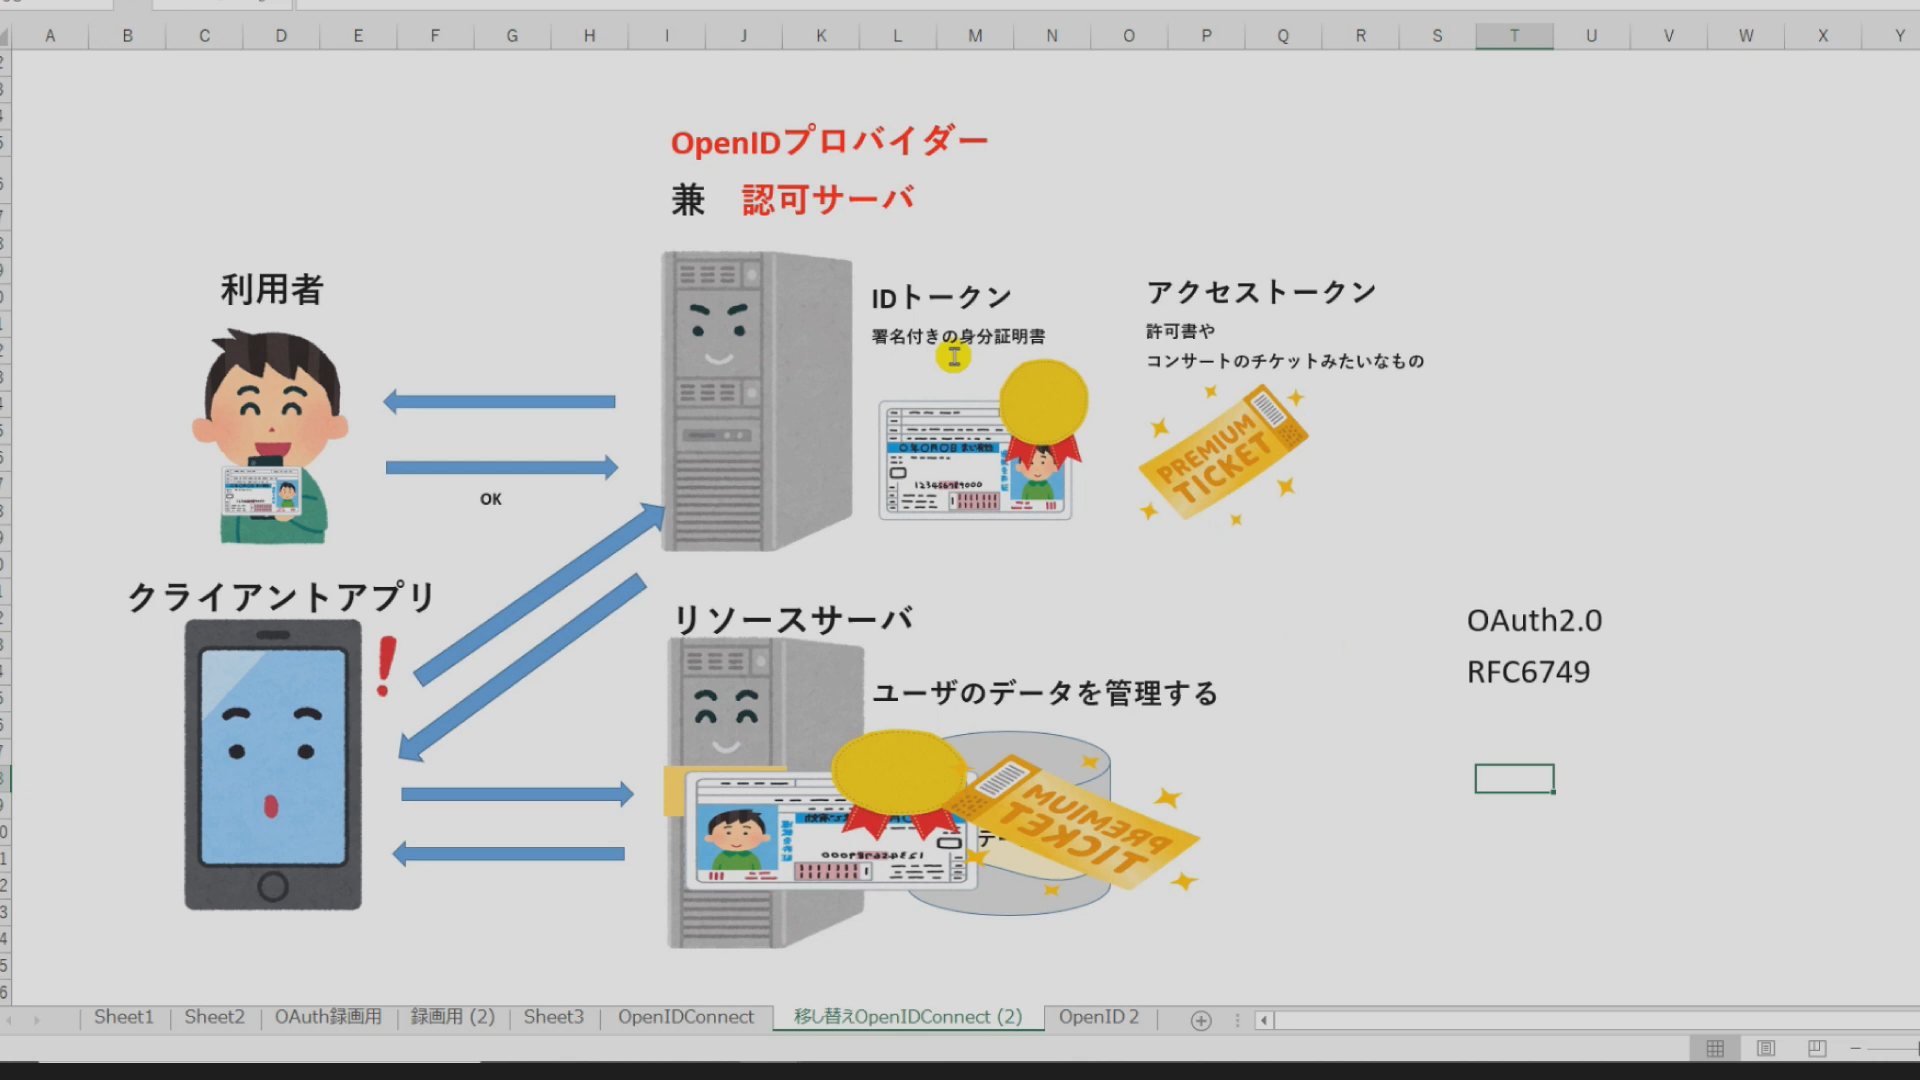 A B C D E F G H I J K L M N O P Q R S T U V W X Y
OpenIDプロバイダー
兼 認可サーバ
利用者
IDトークン
署名付きの身分証明書
アクセストークン
許可書や
コンサートのチケットみたいなもの
PREMIUM
TICKET
123456789000
OK
クライアントアプリ
リソースサーバ
ユーザのデータを管理する
OAuth2.0
RFC6749
PREMIUM
TICKET
デ
Sheet1 Sheet2 OAuth録画用 録画用 (2) Sheet3 OpenIDConnect 移し替えOpenIDConnect (2) OpenID 2